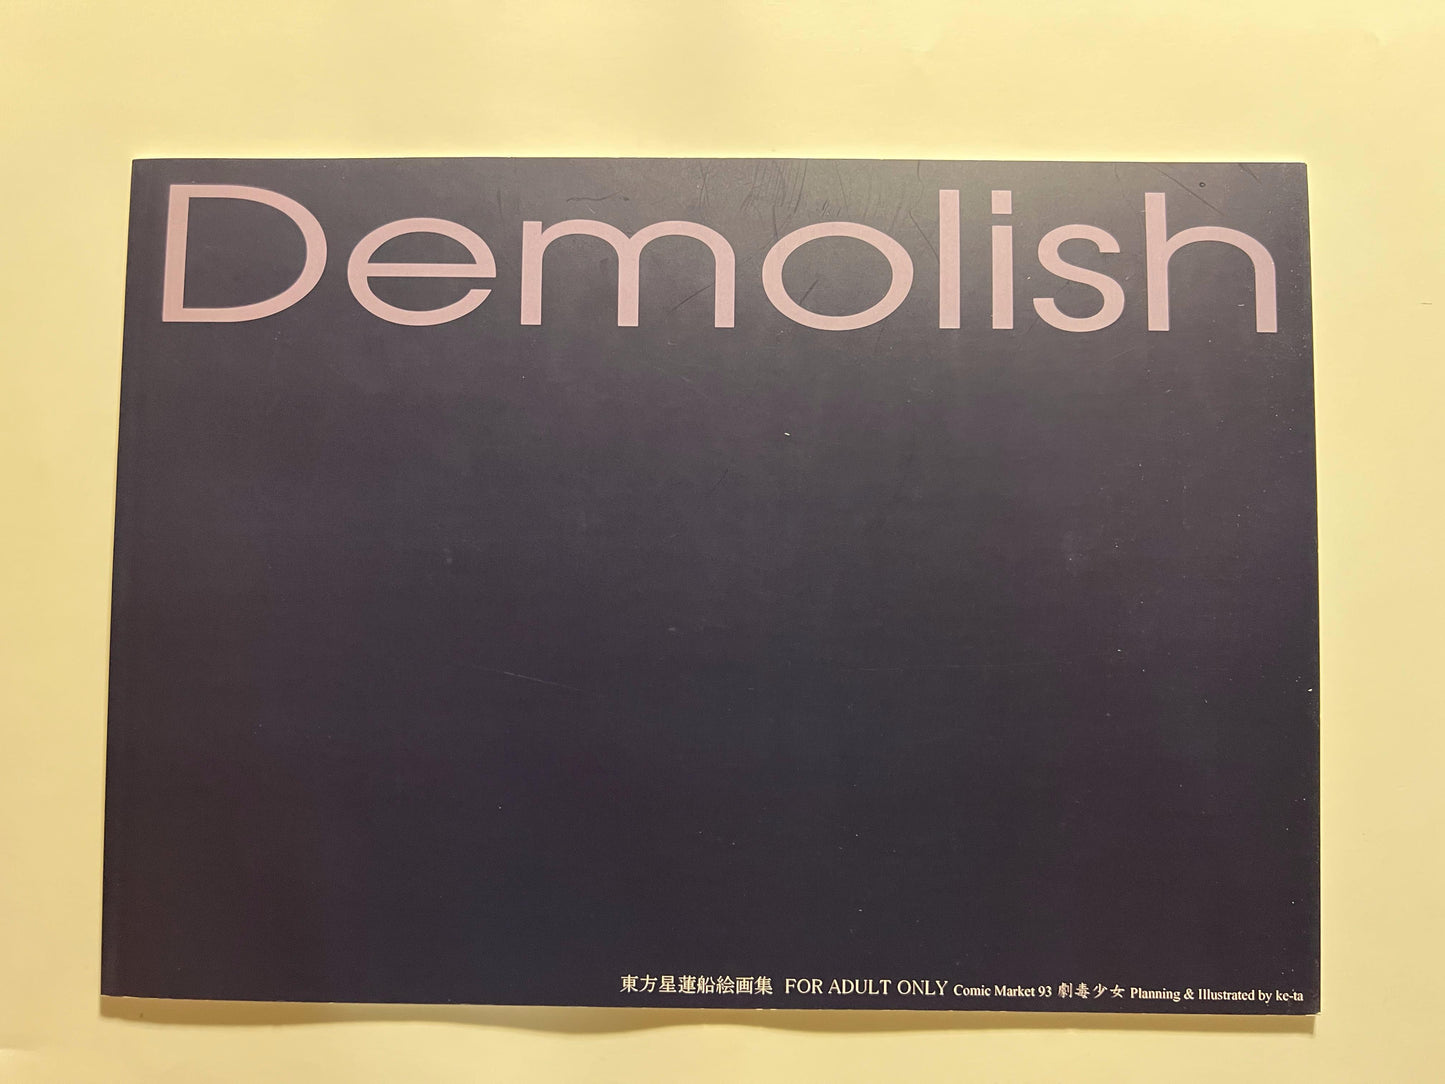 Demolish
東方星蓮船絵画集 FOR ADULT ONLY Comic Market 93 劇毒少女 Planning & Illustrated by ke-ta